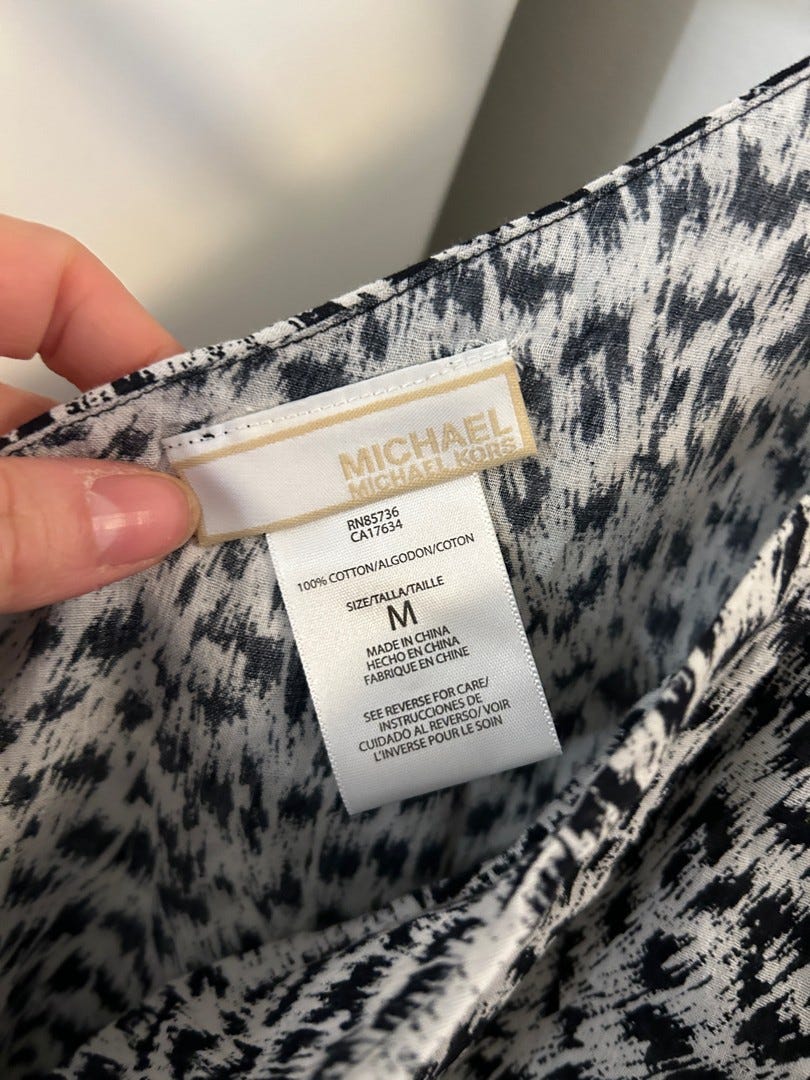 MICHAEL
MICHAEL KORS
RN85736
CA17634
100% COTTON/ALGODON/COTON
SIZE/TALLA/TAILLE
M
MADE IN CHINA
HECHO EN CHINA
FABRIQUE EN CHINE
SEE REVERSE FOR CARE/
INSTRUCCIONES DE
CUIDADO AL REVERSO/ VOIR
L'INVERSE POUR LE SOIN